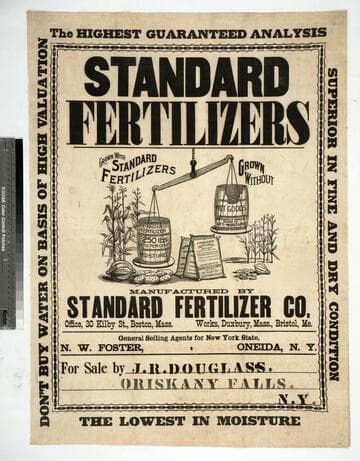 The HIGHEST GUARANTEED ANALYSIS
DON'T BUY WATER ON BASIS OF HIGH VALUATION
SUPERIOR IN FINE AND DRY CONDITION
STANDARD
FERTILIZERS
GROWN WITH
STANDARD
FERTILIZERS
GROWN
WITHOUT
250 lbs
MANUFACTURED BY
STANDARD FERTILIZER CO.
Office, 30 Kilby St., Boston, Mass. Works, Duxbury, Mass., Bristol, Me.
General Selling Agents for New York State,
N. W. FOSTER, ONEIDA, N. Y.
For Sale by J. R. DOUGLASS.
ORISKANY FALLS.
N.Y.
THE LOWEST IN MOISTURE